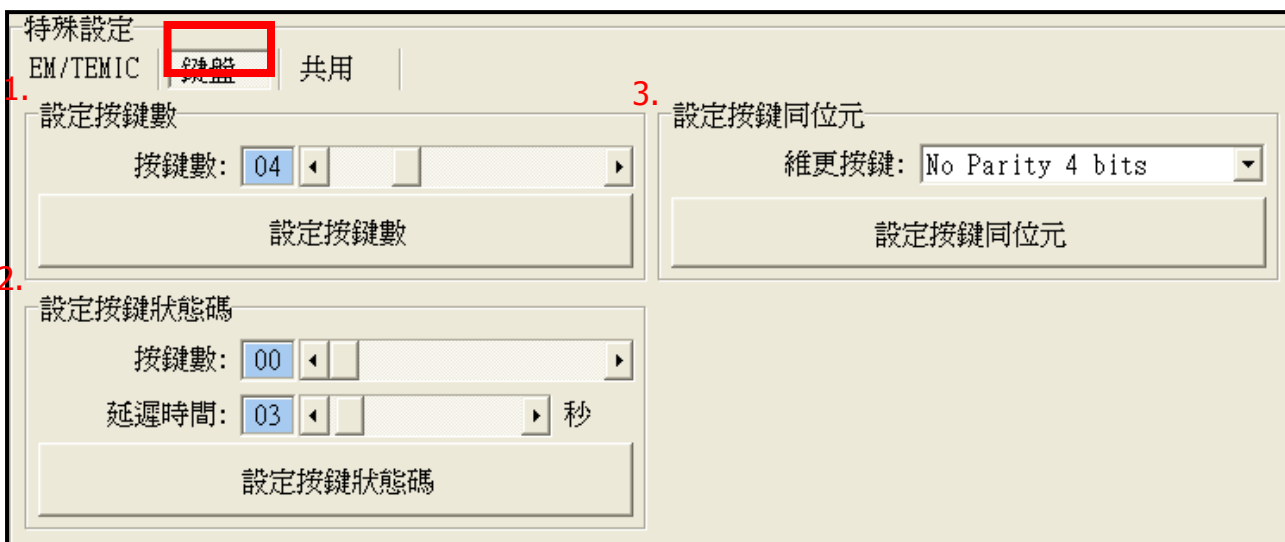 特殊設定
EM/TEMIC 鍵盤 共用
1.
設定按鍵數
按鍵數: 04
設定按鍵數
2.
設定按鍵狀態碼
按鍵數: 00
延遲時間: 03 秒
設定按鍵狀態碼
3.
設定按鍵同位元
維更按鍵: No Parity 4 bits
設定按鍵同位元